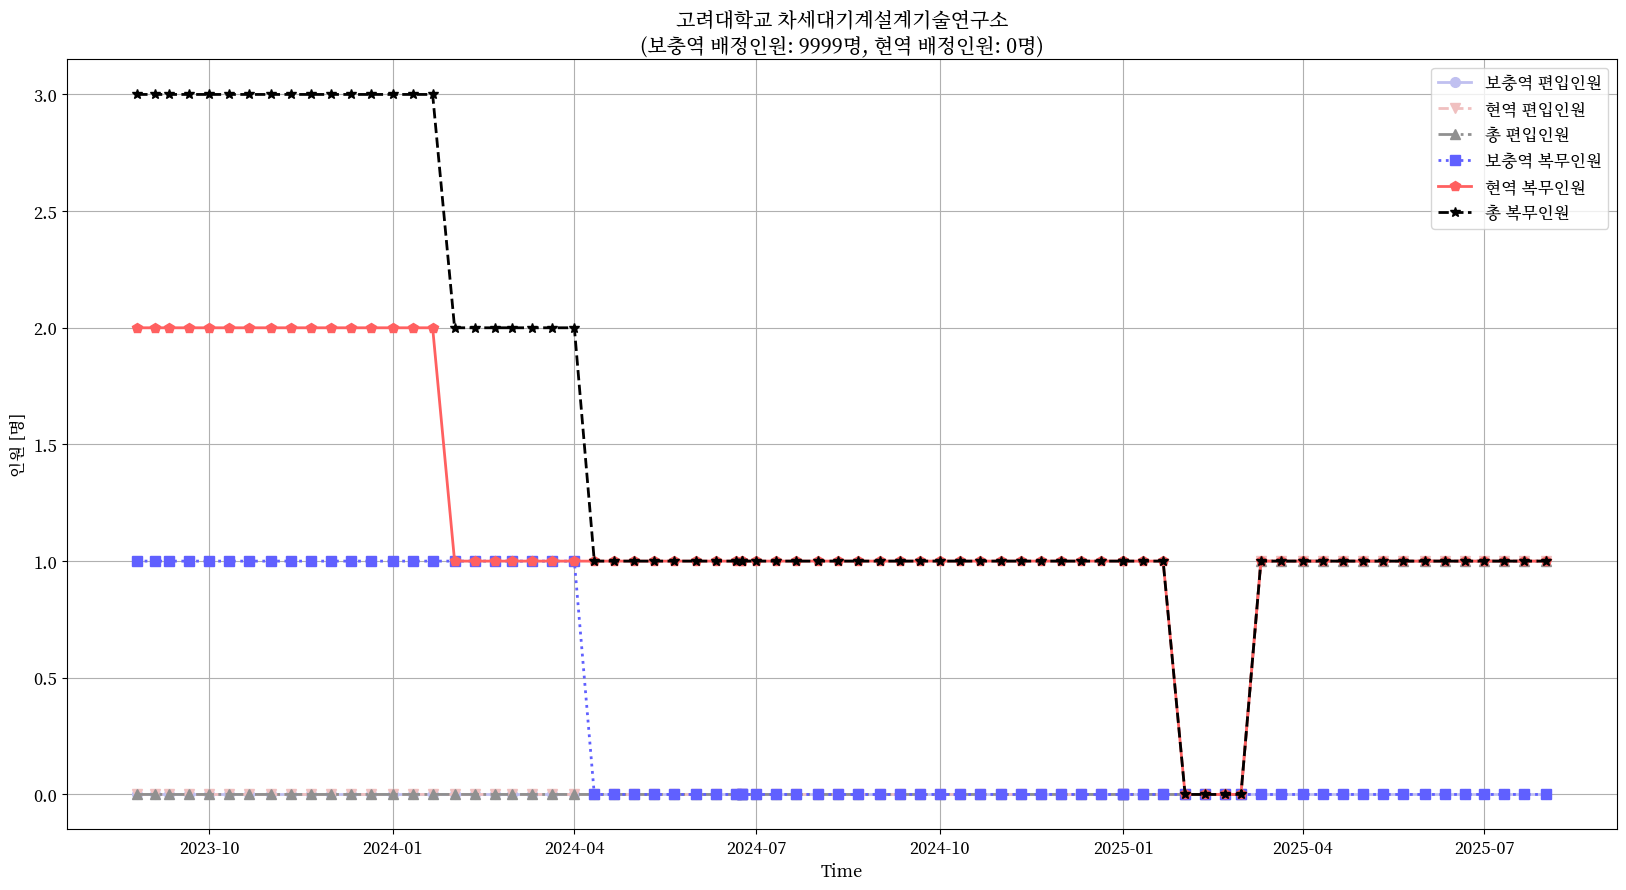 고려대학교 차세대기계설계기술연구소
(보충역 배정인원: 9999명, 현역 배정인원: 0명)
보충역 편입인원
현역 편입인원
총 편입인원
보충역 복무인원
현역 복무인원
총 복무인원
인원 [명]
3.0
2.5
2.0
1.5
1.0
0.5
0.0
2023-10
2024-01
2024-04
2024-07
2024-10
2025-01
2025-04
2025-07
Time